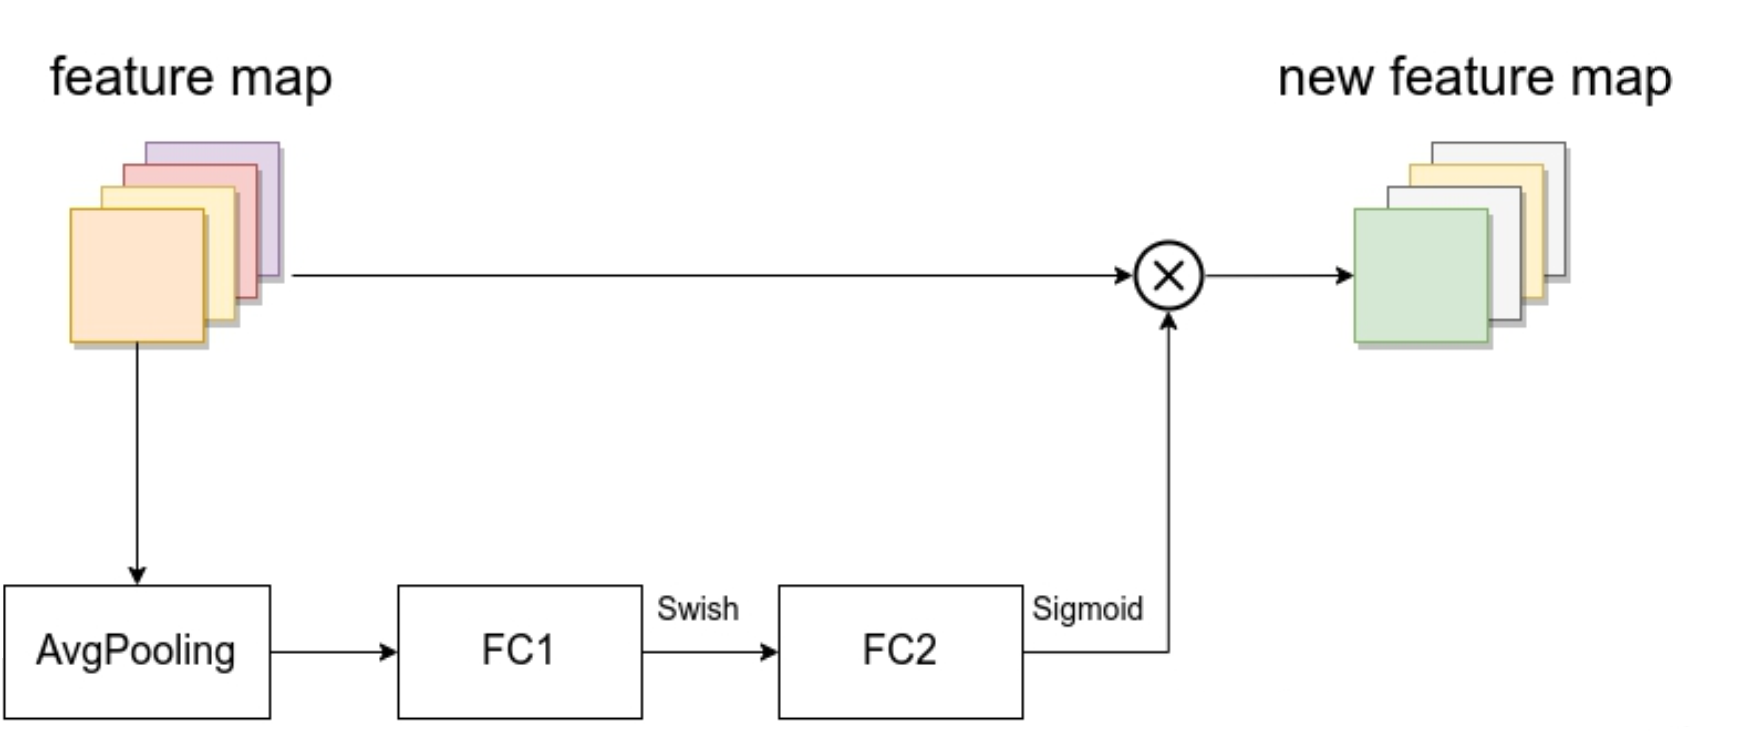 feature map
new feature map
Swish
Sigmoid
AvgPooling
FC1
FC2